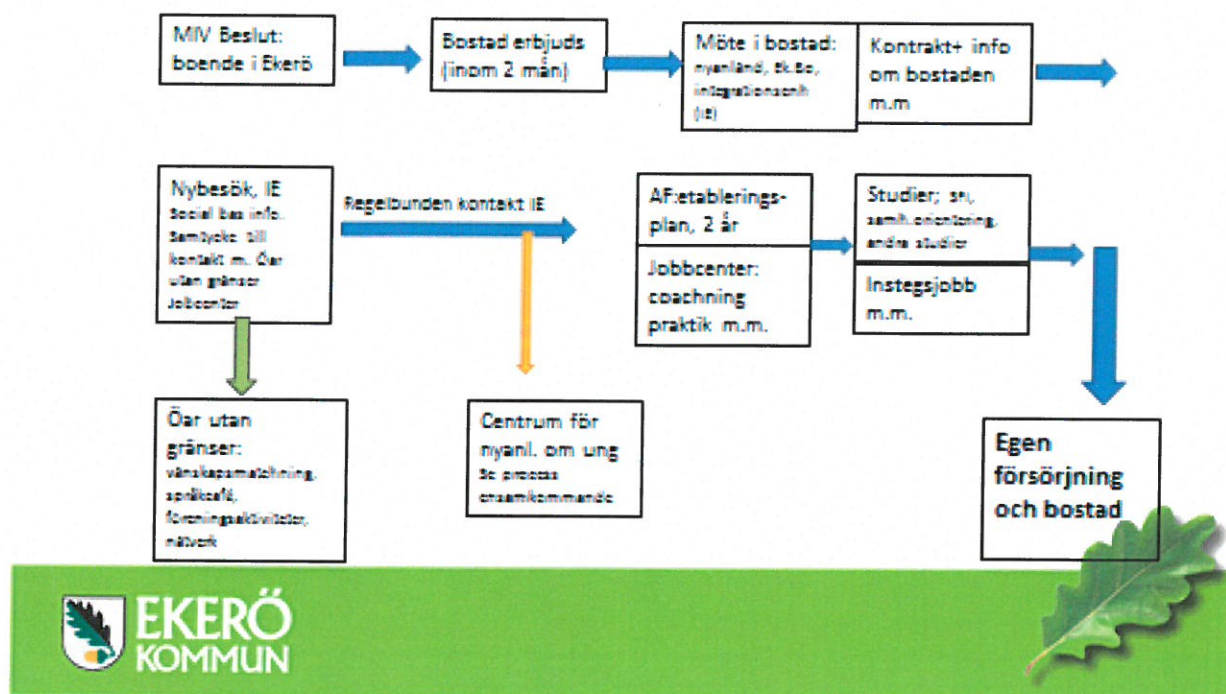 MIV Beslut:
boende i Ekerö
Bostad erbjuds
(inom 2 mån)
Möte i bostad:
nyanländ, Ek.Bo,
integrationsenh
(IE)
Kontrakt+ info
om bostaden
m.m
Nybesök, IE
Social bas info.
Samtycke till
kontakt m. Öar
utan gränser
Jobcenter
Regelbunden kontakt IE
AF:etablerings-
plan, 2 år
Jobbcenter:
coachning
praktik m.m.
Studier; SFI,
samh.orientering,
andra studier
Instegsjobb
m.m.
Öar utan
gränser:
vänskapsmatchning,
språkcafé,
föreningsaktiviteter,
nätverk
Centrum för
nyanl. om ung
Se process
ensamkommande
Egen
försörjning
och bostad
EKERÖ
KOMMUN